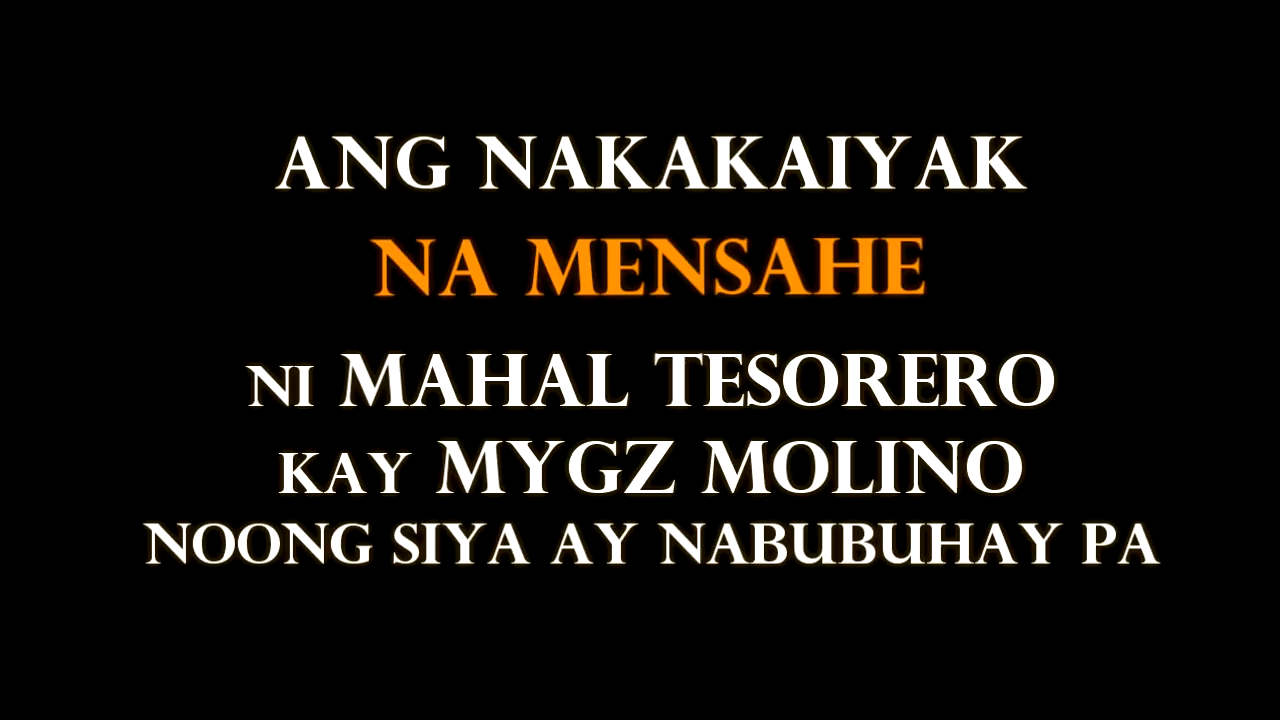 ANG NAKAKAIYAK
NA MENSAHE
NI MAHAL TESORERO
KAY MYGZ MOLINO
NOONG SIYA AY NABUBUHAY PA